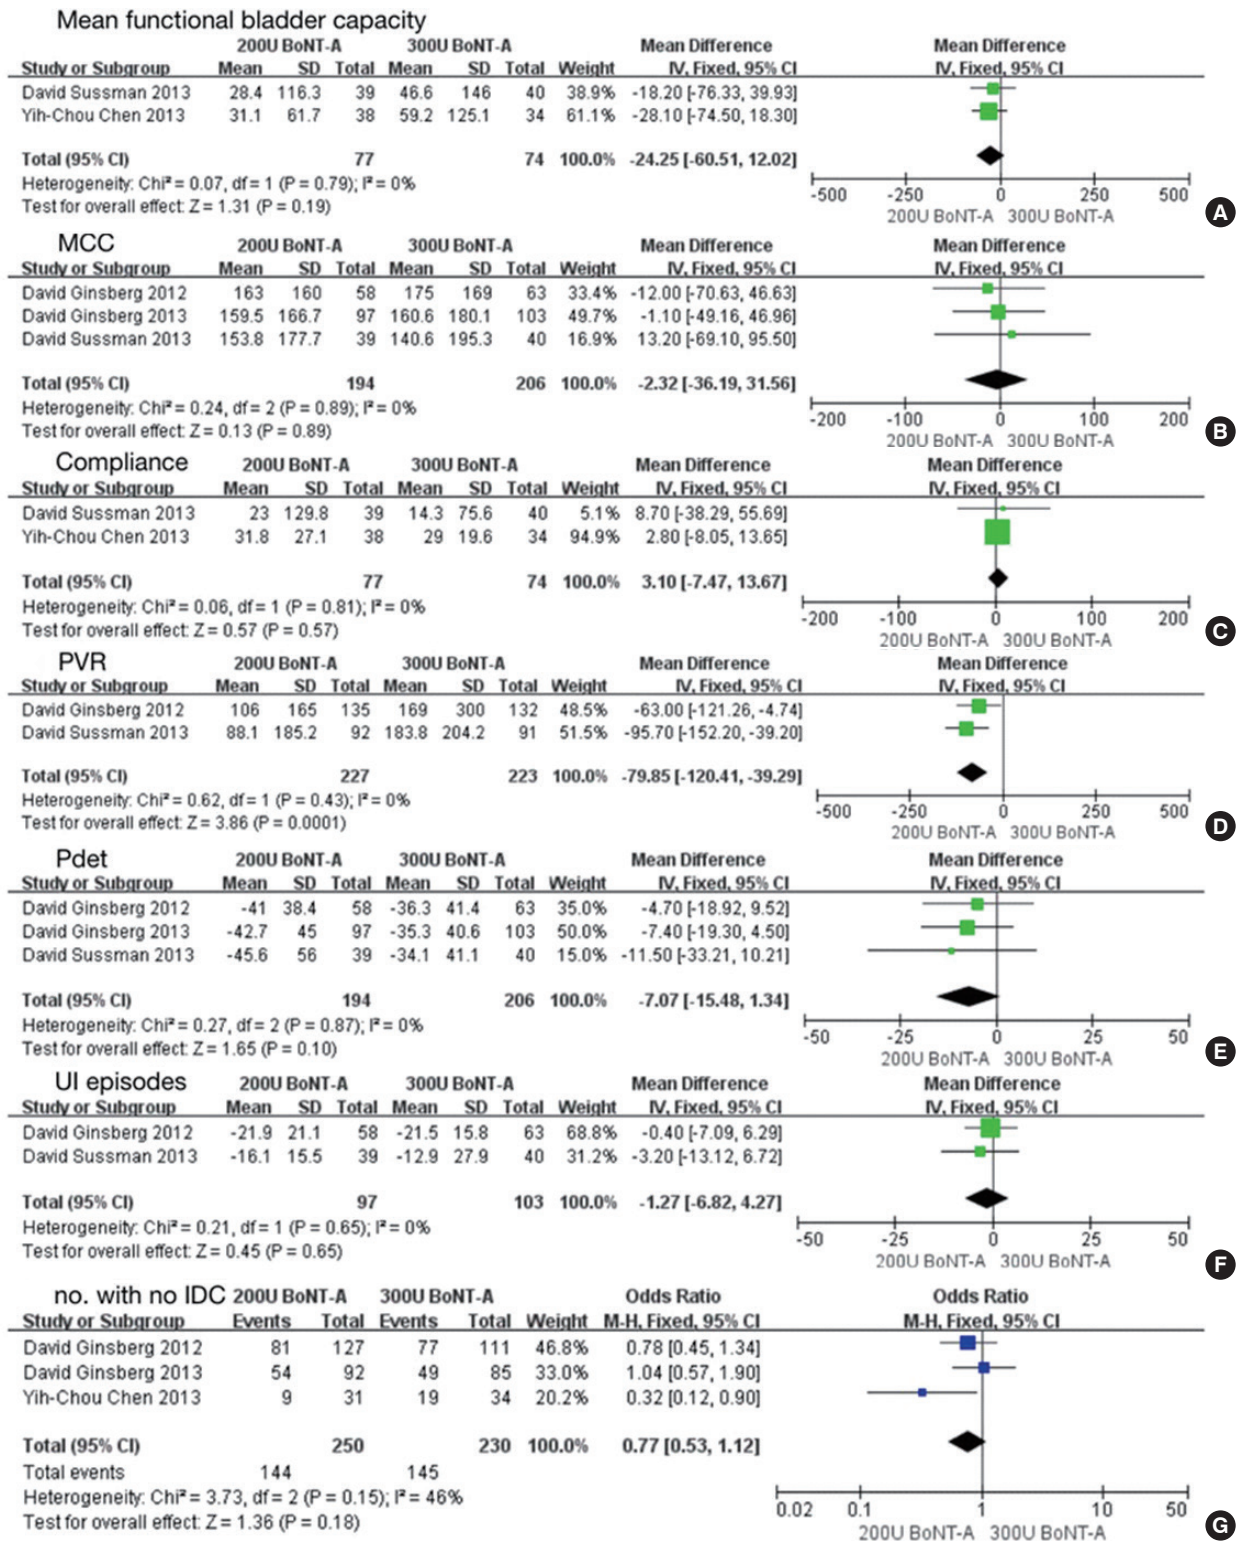 Mean functional bladder capacity
200U BoNT-A 300U BoNT-A Mean Difference Mean Difference
Study or Subgroup Mean SD Total Mean SD Total Weight IV, Fixed, 95% CI IV, Fixed, 95% CI
David Sussman 2013 28.4 116.3 39 46.6 146 40 38.9% -18.20 [-76.33, 39.93]
Yih-Chou Chen 2013 31.1 61.7 38 59.2 125.1 34 61.1% -28.10 [-74.50, 18.30]
Total (95% CI) 77 74 100.0% -24.25 [-60.51, 12.02]
Heterogeneity: Chi² = 0.07, df = 1 (P = 0.79); I² = 0%
Test for overall effect: Z = 1.31 (P = 0.19)
-500 -250 0 250 500
200U BoNT-A 300U BoNT-A
A
MCC 200U BoNT-A 300U BoNT-A Mean Difference Mean Difference
Study or Subgroup Mean SD Total Mean SD Total Weight IV, Fixed, 95% CI IV, Fixed, 95% CI
David Ginsberg 2012 163 160 58 175 169 63 33.4% -12.00 [-70.63, 46.63]
David Ginsberg 2013 159.5 166.7 97 160.6 180.1 103 49.7% -1.10 [-49.16, 46.96]
David Sussman 2013 153.8 177.7 39 140.6 195.3 40 16.9% 13.20 [-69.10, 95.50]
Total (95% CI) 194 206 100.0% -2.32 [-36.19, 31.56]
Heterogeneity: Chi² = 0.24, df = 2 (P = 0.89); I² = 0%
Test for overall effect: Z = 0.13 (P = 0.89)
-200 -100 0 100 200
200U BoNT-A 300U BoNT-A
B
Compliance 200U BoNT-A 300U BoNT-A Mean Difference Mean Difference
Study or Subgroup Mean SD Total Mean SD Total Weight IV, Fixed, 95% CI IV, Fixed, 95% CI
David Sussman 2013 23 129.8 39 14.3 75.6 40 5.1% 8.70 [-38.29, 55.69]
Yih-Chou Chen 2013 31.8 27.1 38 29 19.6 34 94.9% 2.80 [-8.05, 13.65]
Total (95% CI) 77 74 100.0% 3.10 [-7.47, 13.67]
Heterogeneity: Chi² = 0.06, df = 1 (P = 0.81); I² = 0%
Test for overall effect: Z = 0.57 (P = 0.57)
-200 -100 0 100 200
200U BoNT-A 300U BoNT-A
C
PVR 200U BoNT-A 300U BoNT-A Mean Difference Mean Difference
Study or Subgroup Mean SD Total Mean SD Total Weight IV, Fixed, 95% CI IV, Fixed, 95% CI
David Ginsberg 2012 106 165 135 169 300 132 48.5% -63.00 [-121.26, -4.74]
David Sussman 2013 88.1 185.2 92 183.8 204.2 91 51.5% -95.70 [-152.20, -39.20]
Total (95% CI) 227 223 100.0% -79.85 [-120.41, -39.29]
Heterogeneity: Chi² = 0.62, df = 1 (P = 0.43); I² = 0%
Test for overall effect: Z = 3.86 (P = 0.0001)
-500 -250 0 250 500
200U BoNT-A 300U BoNT-A
D
Pdet 200U BoNT-A 300U BoNT-A Mean Difference Mean Difference
Study or Subgroup Mean SD Total Mean SD Total Weight IV, Fixed, 95% CI IV, Fixed, 95% CI
David Ginsberg 2012 -41 38.4 58 -36.3 41.4 63 35.0% -4.70 [-18.92, 9.52]
David Ginsberg 2013 -42.7 45 97 -35.3 40.6 103 50.0% -7.40 [-19.30, 4.50]
David Sussman 2013 -45.6 56 39 -34.1 41.1 40 15.0% -11.50 [-33.21, 10.21]
Total (95% CI) 194 206 100.0% -7.07 [-15.48, 1.34]
Heterogeneity: Chi² = 0.27, df = 2 (P = 0.87); I² = 0%
Test for overall effect: Z = 1.65 (P = 0.10)
-50 -25 0 25 50
200U BoNT-A 300U BoNT-A
E
UI episodes 200U BoNT-A 300U BoNT-A Mean Difference Mean Difference
Study or Subgroup Mean SD Total Mean SD Total Weight IV, Fixed, 95% CI IV, Fixed, 95% CI
David Ginsberg 2012 -21.9 21.1 58 -21.5 15.8 63 68.8% -0.40 [-7.09, 6.29]
David Sussman 2013 -16.1 15.5 39 -12.9 27.9 40 31.2% -3.20 [-13.12, 6.72]
Total (95% CI) 97 103 100.0% -1.27 [-6.82, 4.27]
Heterogeneity: Chi² = 0.21, df = 1 (P = 0.65); I² = 0%
Test for overall effect: Z = 0.45 (P = 0.65)
-50 -25 0 25 50
200U BoNT-A 300U BoNT-A
F
no. with no IDC 200U BoNT-A 300U BoNT-A Odds Ratio Odds Ratio
Study or Subgroup Events Total Events Total Weight M-H, Fixed, 95% CI M-H, Fixed, 95% CI
David Ginsberg 2012 81 127 77 111 46.8% 0.78 [0.45, 1.34]
David Ginsberg 2013 54 92 49 85 33.0% 1.04 [0.57, 1.90]
Yih-Chou Chen 2013 9 31 19 34 20.2% 0.32 [0.12, 0.90]
Total (95% CI) 250 230 100.0% 0.77 [0.53, 1.12]
Total events 144 145
Heterogeneity: Chi² = 3.73, df = 2 (P = 0.15); I² = 46%
Test for overall effect: Z = 1.36 (P = 0.18)
0.02 0.1 1 10 50
200U BoNT-A 300U BoNT-A
G